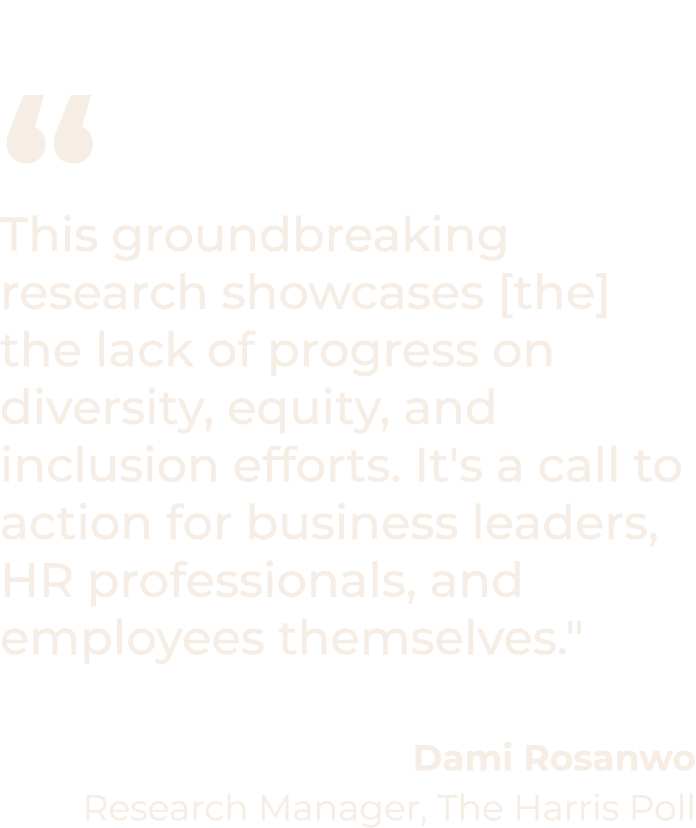 “
This groundbreaking
research showcases [the]
the lack of progress on
diversity, equity, and
inclusion efforts. It's a call to
action for business leaders,
HR professionals, and
employees themselves."
Dami Rosanwo
Research Manager, The Harris Poll